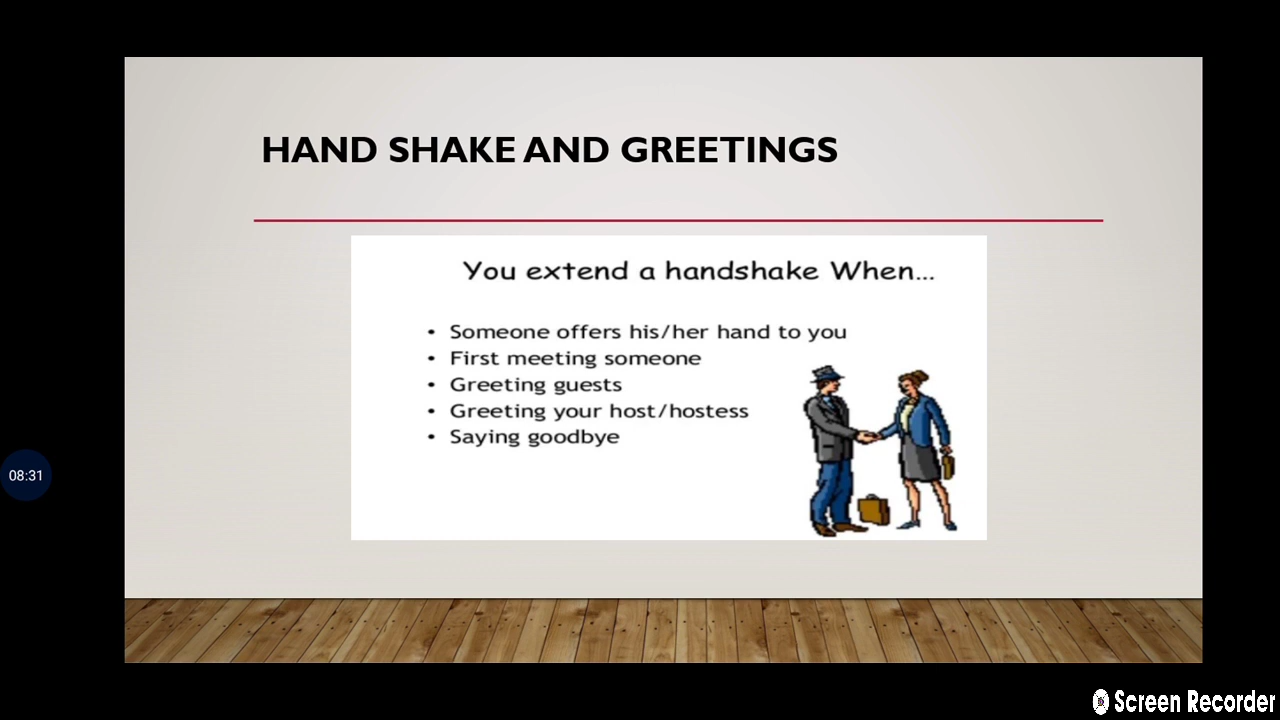 HAND SHAKE AND GREETINGS
You extend a handshake When...
• Someone offers his/her hand to you
• First meeting someone
• Greeting guests
• Greeting your host/hostess
• Saying goodbye
08:31
Screen Recorder